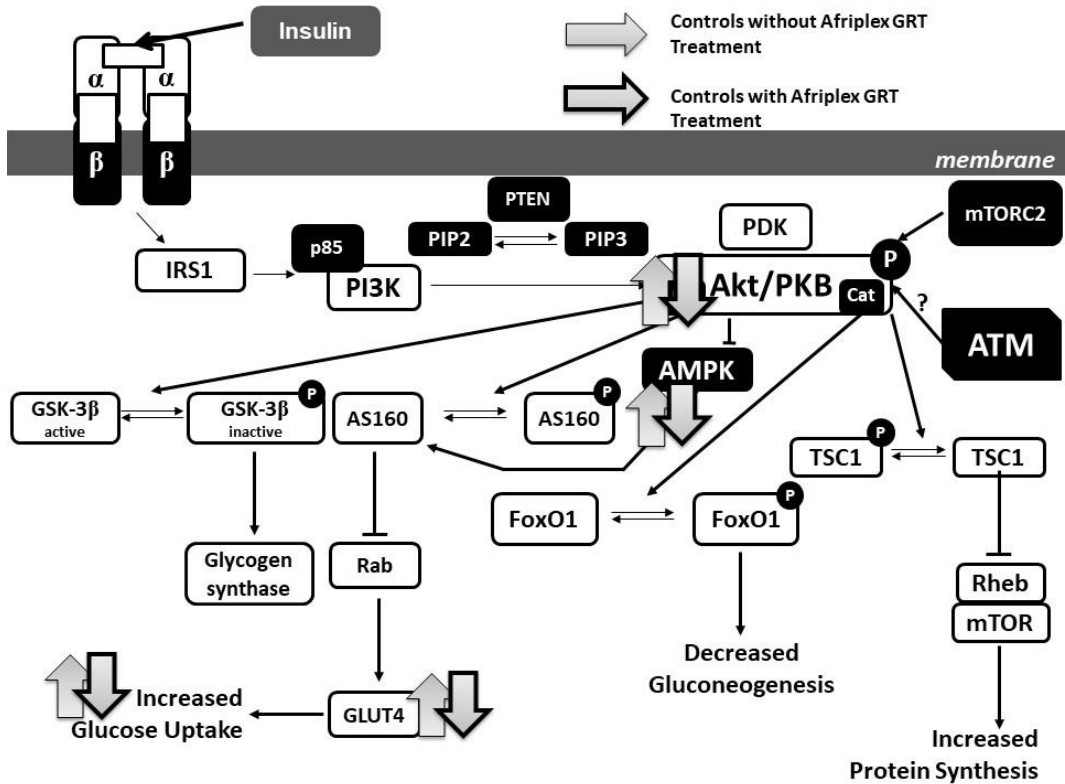 Insulin
Controls without Afriplex GRT
Treatment
Controls with Afriplex GRT
Treatment
α
α
β
β
membrane
PTEN
PIP2
PIP3
PDK
mTORC2
p85
P
IRS1
PI3K
Akt/PKB
Cat
?
ATM
AMPK
GSK-3β
active
GSK-3β
inactive
P
AS160
AS160
P
TSC1
P
TSC1
FoxO1
FoxO1
P
Glycogen
synthase
Rab
Rheb
mTOR
Decreased
Gluconeogenesis
Increased
Glucose Uptake
GLUT4
Increased
Protein Synthesis